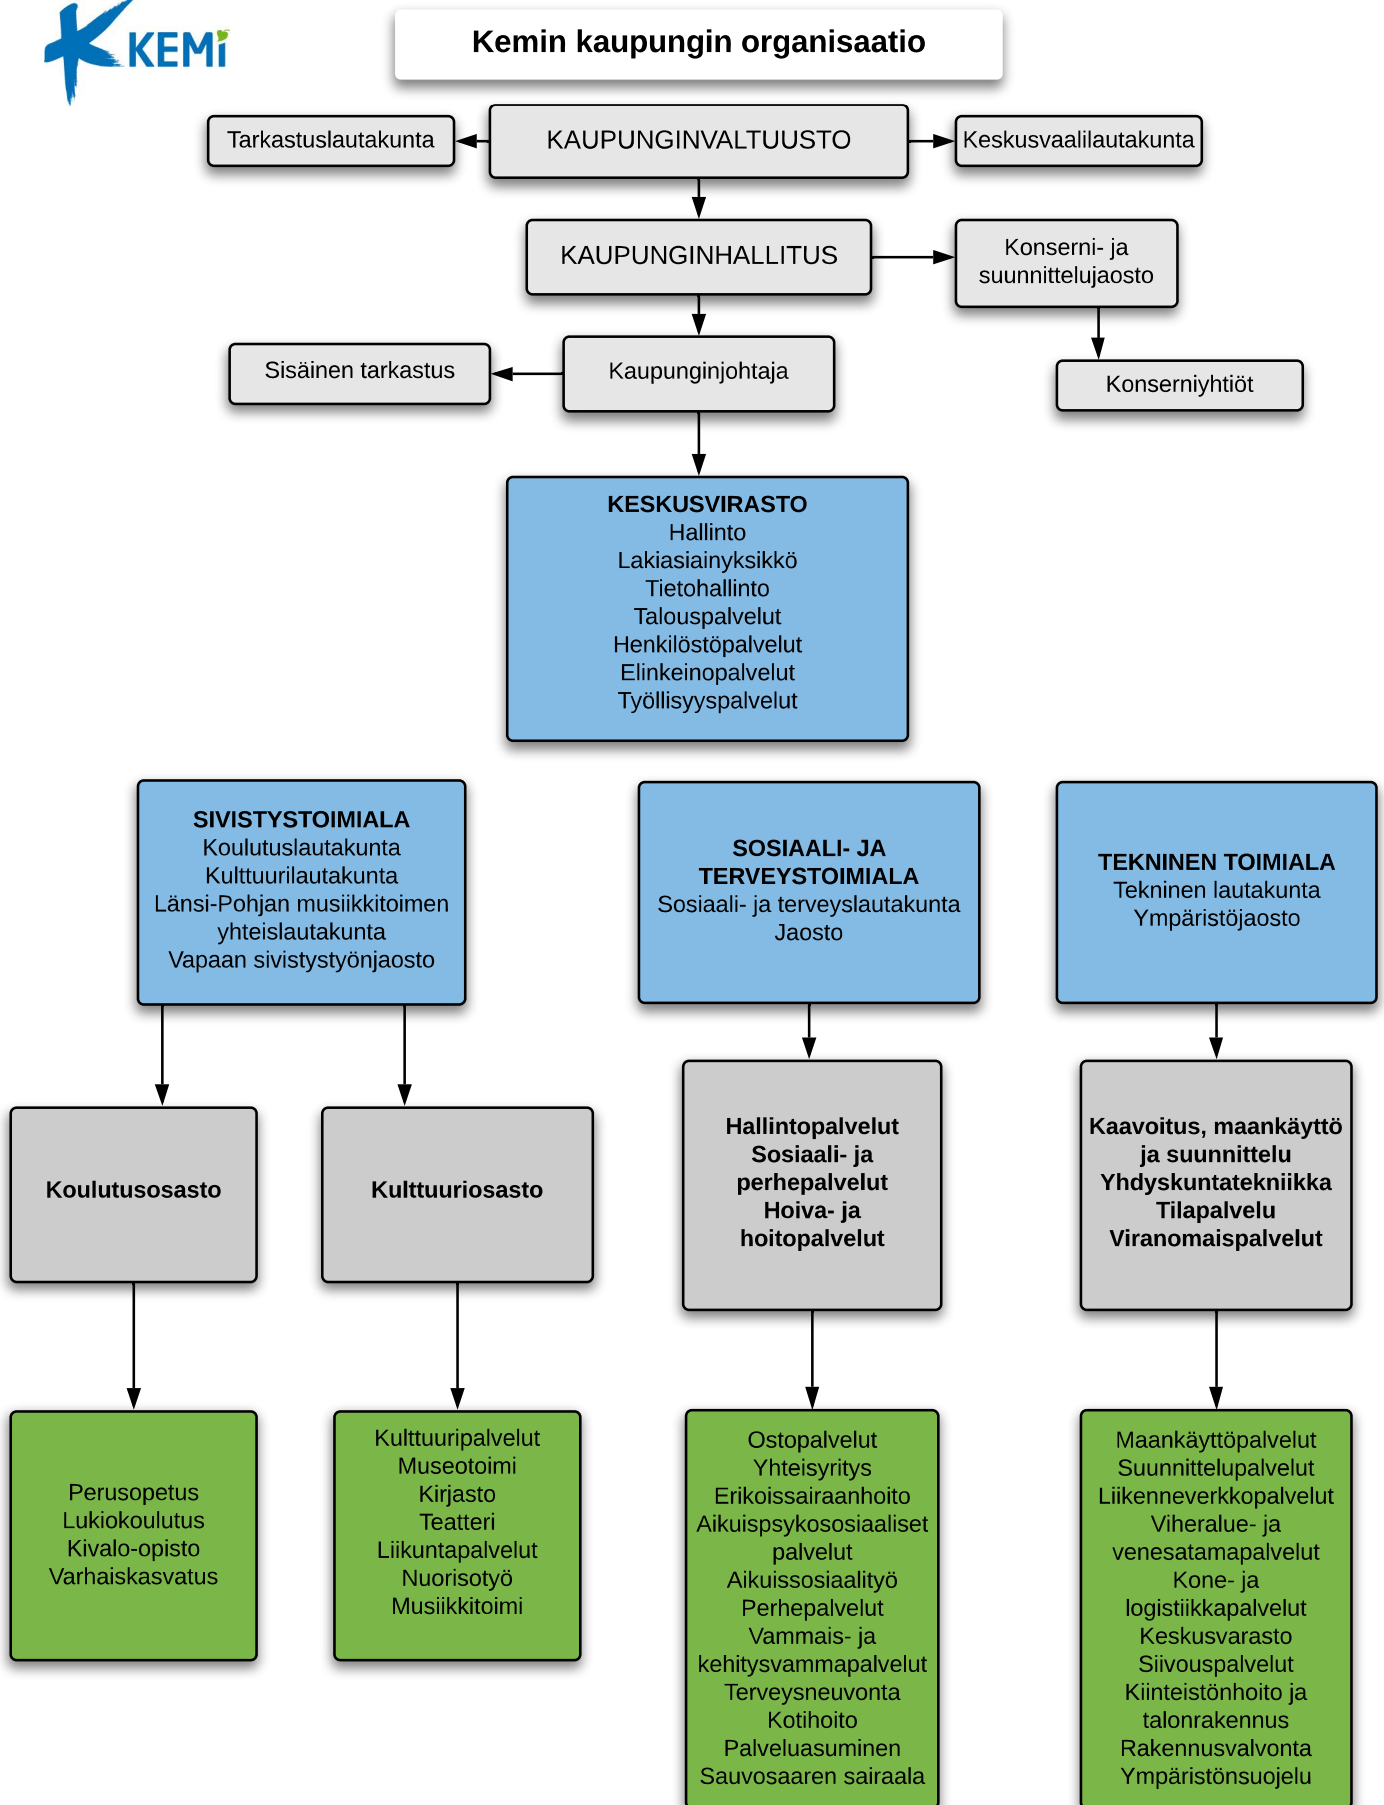 KEMi
Kemin kaupungin organisaatio
Tarkastuslautakunta
KAUPUNGINVALTUUSTO
Keskusvaalilautakunta
KAUPUNGINHALLITUS
Konserni- ja
suunnittelujaosto
Sisäinen tarkastus
Kaupunginjohtaja
Konserniyhtiöt
KESKUSVIRASTO
Hallinto
Lakiasiainyksikkö
Tietohallinto
Talouspalvelut
Henkilöstöpalvelut
Elinkeinopalvelut
Työllisyyspalvelut
SIVISTYSTOIMIALA
Koulutuslautakunta
Kulttuurilautakunta
Länsi-Pohjan musiikkitoimen
yhteislautakunta
Vapaan sivistystyönjaosto
SOSIAALI- JA
TERVEYSTOIMIALA
Sosiaali- ja terveyslautakunta
Jaosto
TEKNINEN TOIMIALA
Tekninen lautakunta
Ympäristöjaosto
Koulutusosasto
Kulttuuriosasto
Hallintopalvelut
Sosiaali- ja
perhepalvelut
Hoiva- ja
hoitopalvelut
Kaavoitus, maankäyttö
ja suunnittelu
Yhdyskuntatekniikka
Tilapalvelu
Viranomaispalvelut
Perusopetus
Lukiokoulutus
Kivalo-opisto
Varhaiskasvatus
Kulttuuripalvelut
Museotoimi
Kirjasto
Teatteri
Liikuntapalvelut
Nuorisotyö
Musiikkitoimi
Ostopalvelut
Yhteisyritys
Erikoissairaanhoito
Aikuispsykososiaaliset
palvelut
Aikuissosiaalityö
Perhepalvelut
Vammais- ja
kehitysvammapalvelut
Terveysneuvonta
Kotihoito
Palveluasuminen
Sauvosaaren sairaala
Maankäyttöpalvelut
Suunnittelupalvelut
Liikenneverkkopalvelut
Viheralue- ja
venesatamapalvelut
Kone- ja
logistiikkapalvelut
Keskusvarasto
Siivouspalvelut
Kiinteistönhoito ja
talonrakennus
Rakennusvalvonta
Ympäristönsuojelu